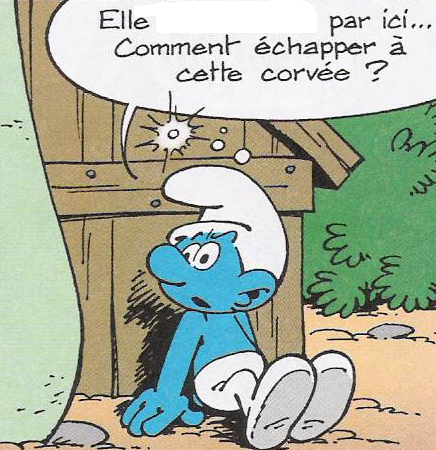 Elle par ici...
Comment échapper à
cette corvée ?